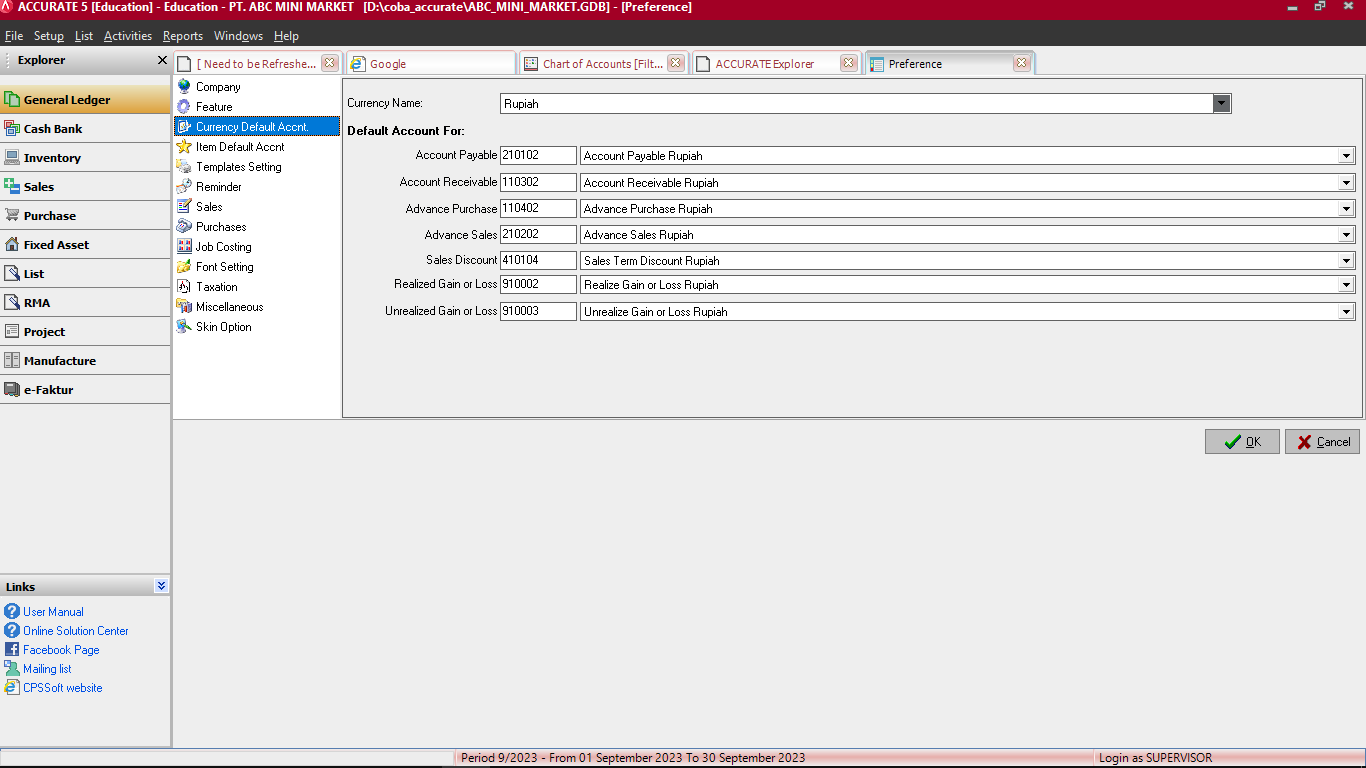 ACCURATE 5 [Education] - Education - PT. ABC MINI MARKET [D:\coba_accurate\ABC_MINI_MARKET.GDB] - [Preference]
File Setup List Activities Reports Windows Help
Explorer
[ Need to be Refreshe...
Google
Chart of Accounts [Filt...
ACCURATE Explorer
Preference
General Ledger
Cash Bank
Inventory
Sales
Purchase
Fixed Asset
List
RMA
Project
Manufacture
e-Faktur
Company
Feature
Currency Default Accnt.
Item Default Accnt
Templates Setting
Reminder
Sales
Purchases
Job Costing
Font Setting
Taxation
Miscellaneous
Skin Option
Currency Name: Rupiah
Default Account For:
Account Payable 210102 Account Payable Rupiah
Account Receivable 110302 Account Receivable Rupiah
Advance Purchase 110402 Advance Purchase Rupiah
Advance Sales 210202 Advance Sales Rupiah
Sales Discount 410104 Sales Term Discount Rupiah
Realized Gain or Loss 910002 Realize Gain or Loss Rupiah
Unrealized Gain or Loss 910003 Unrealize Gain or Loss Rupiah
OK Cancel
Links
User Manual
Online Solution Center
Facebook Page
Mailing list
CPSSoft website
Period 9/2023 - From 01 September 2023 To 30 September 2023
Login as SUPERVISOR